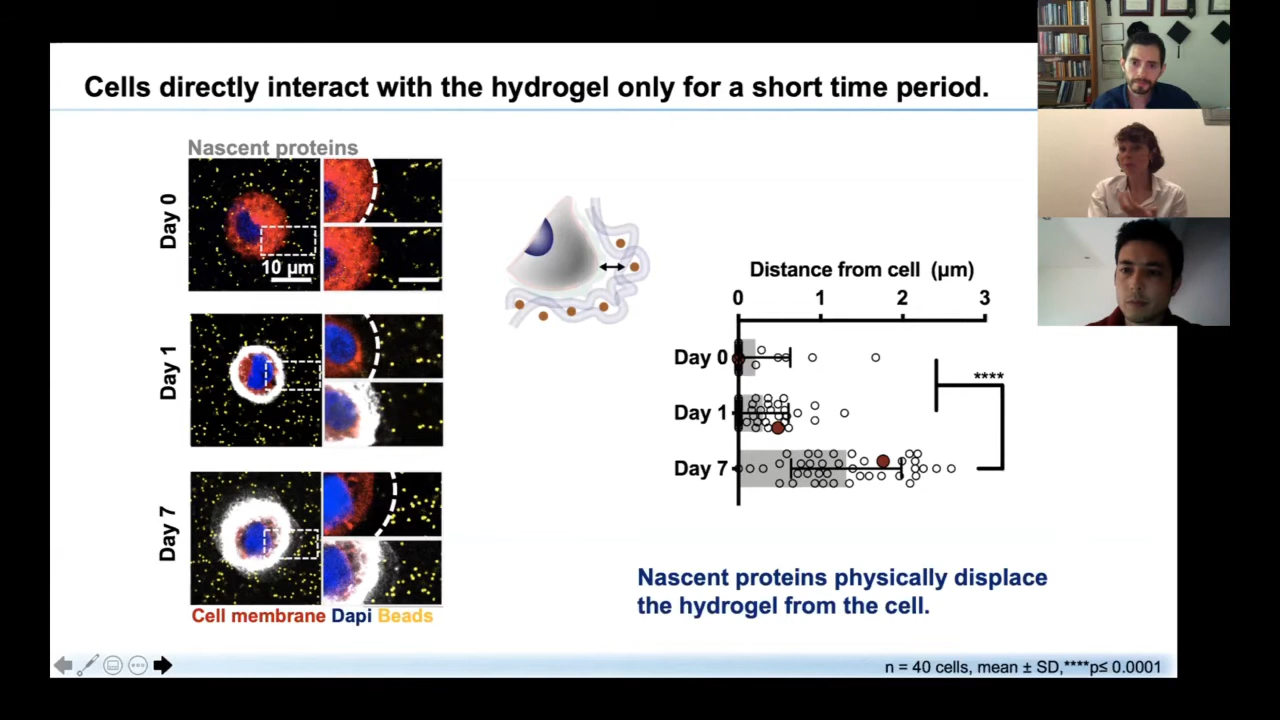 Cells directly interact with the hydrogel only for a short time period.
Nascent proteins
Day 0
10 µm
Day 1
Day 7
Cell membrane Dapi Beads
Distance from cell (µm)
0 1 2 3
Day 0
Day 1
Day 7
****
Nascent proteins physically displace
the hydrogel from the cell.
n = 40 cells, mean ± SD,****p≤ 0.0001